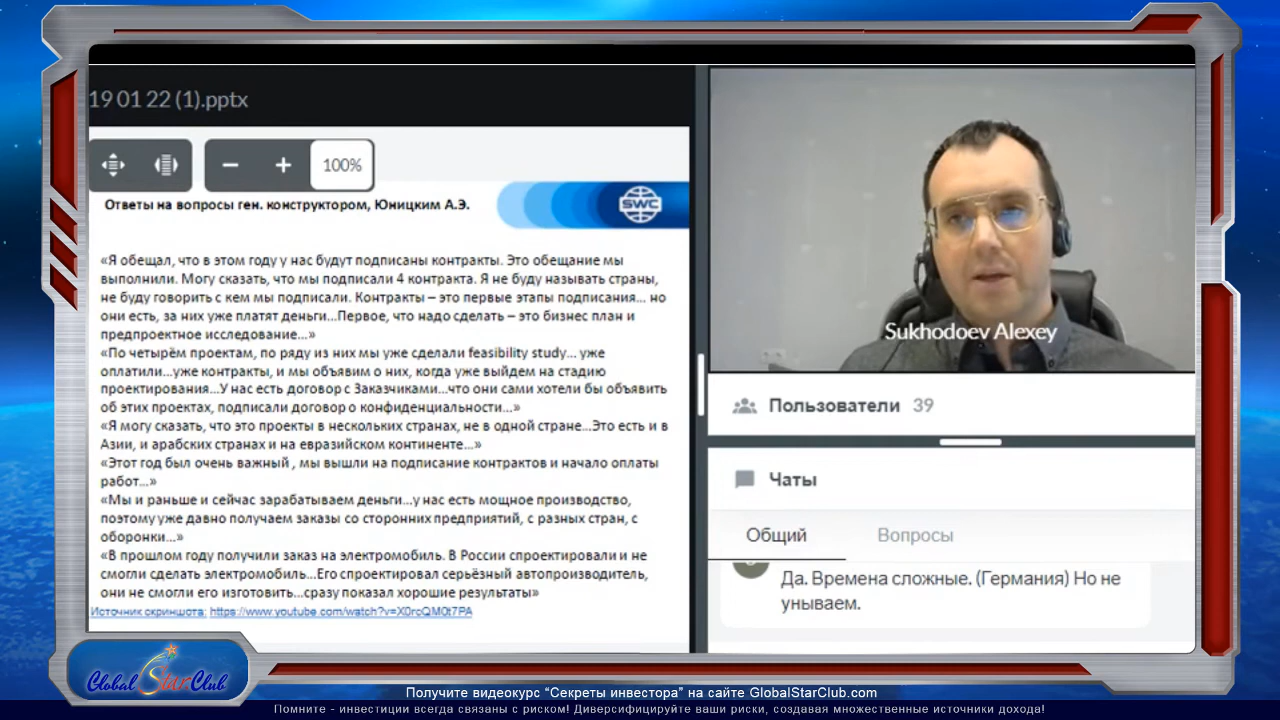 19 01 22 (1).pptx
100%
Ответы на вопросы ген. конструктором, Юницким А.Э.
SWC
«Я обещал, что в этом году у нас будут подписаны контракты. Это обещание мы
выполнили. Могу сказать, что мы подписали 4 контракта. Я не буду называть страны,
не буду говорить с кем мы подписали. Контракты – это первые этапы подписания... но
они есть, за них уже платят деньги...Первое, что надо сделать – это бизнес план и
предпроектное исследование...»
«По четырём проектам, по ряду из них мы уже сделали feasibility study... уже
оплатили...уже контракты, и мы объявим о них, когда уже выйдем на стадию
проектирования...У нас есть договор с Заказчиками...что они сами хотели бы объявить
об этих проектах, подписали договор о конфиденциальности...»
«Я могу сказать, что это проекты в нескольких странах, не в одной стране...Это есть и в
Азии, и арабских странах и на евразийском континенте...»
«Этот год был очень важный , мы вышли на подписание контрактов и начало оплаты
работ...»
«Мы и раньше и сейчас зарабатываем деньги...у нас есть мощное производство,
поэтому уже давно получаем заказы со сторонних предприятий, с разных стран, с
оборонки...»
«В прошлом году получили заказ на электромобиль. В России спроектировали и не
смогли сделать электромобиль...Его спроектировал серьёзный автопроизводитель,
они не смогли его изготовить...сразу показал хорошие результаты»
Источник скриншота: https://www.youtube.com/watch?v=X0rcQM0t7PA
Sukhodoev Alexey
Пользователи 39
Чаты
Общий Вопросы
Да. Времена сложные. (Германия) Но не
унываем.
Global Star Club
Получите видеокурс “Секреты инвестора” на сайте GlobalStarClub.com
Помните - инвестиции всегда связаны с риском! Диверсифицируйте ваши риски, создавая множественные источники дохода!